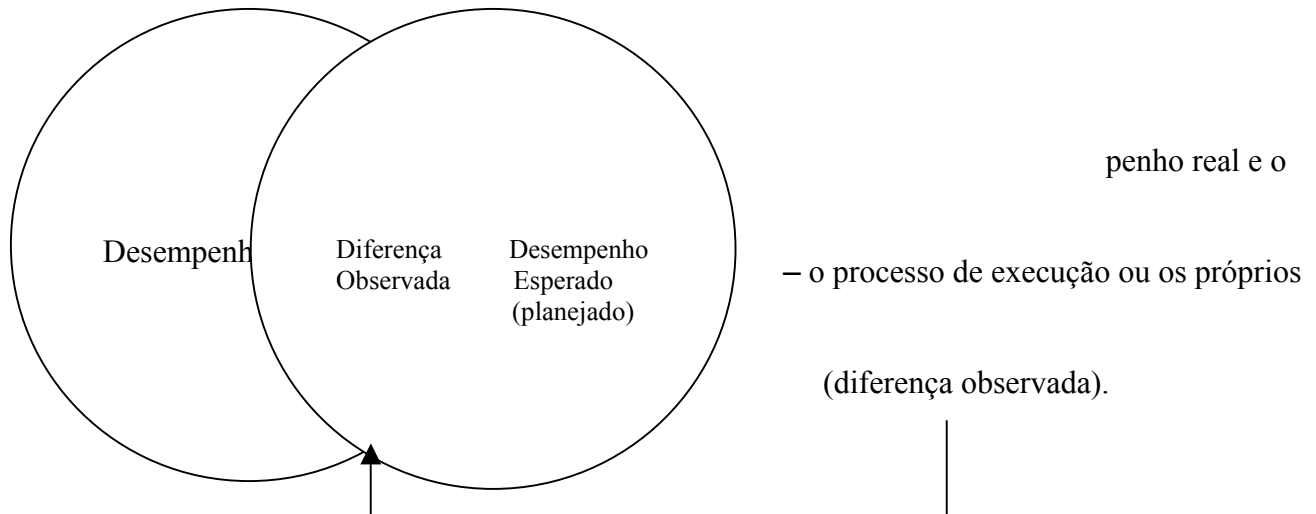 penho real e o
Desempenh
Diferença
Observada
Desempenho
Esperado
(planejado)
– o processo de execução ou os próprios
(diferença observada).